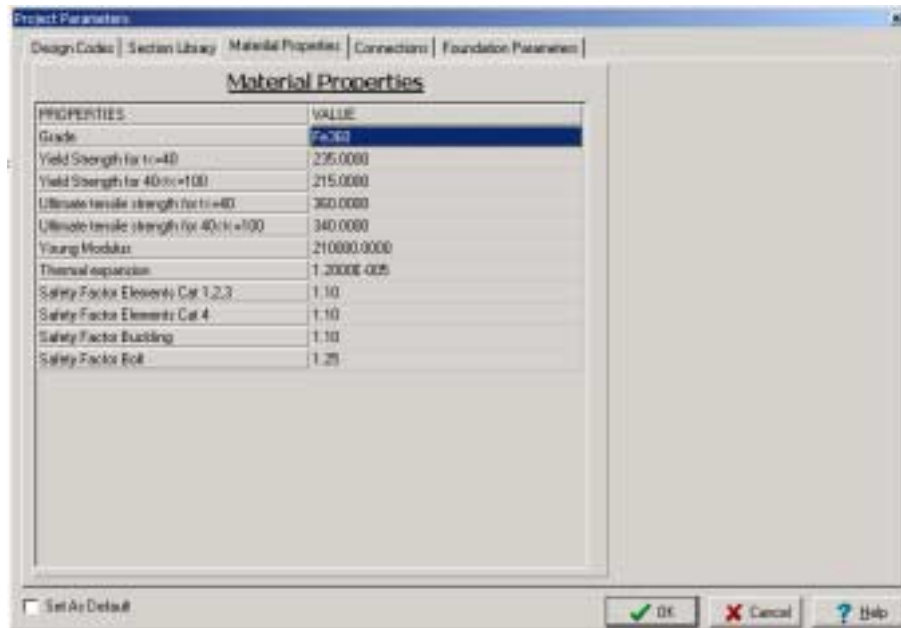 Project Parameters
Design Codes Section Library Material Properties Connections Foundation Parameters
Material Properties
PROPERTIES VALUE
Grade Fe360
Yield Strength for t<=40 235.0000
Yield Strength for 40<t<=100 215.0000
Ultimate tensile strength for t<=40 360.0000
Ultimate tensile strength for 40<t<=100 340.0000
Young Modulus 210000.0000
Thermal expansion 1.2000E-005
Safety Factor Elements Cat 1,2,3 1.10
Safety Factor Elements Cat 4 1.10
Safety Factor Buckling 1.10
Safety Factor Bolt 1.25
Set As Default OK Cancel Help